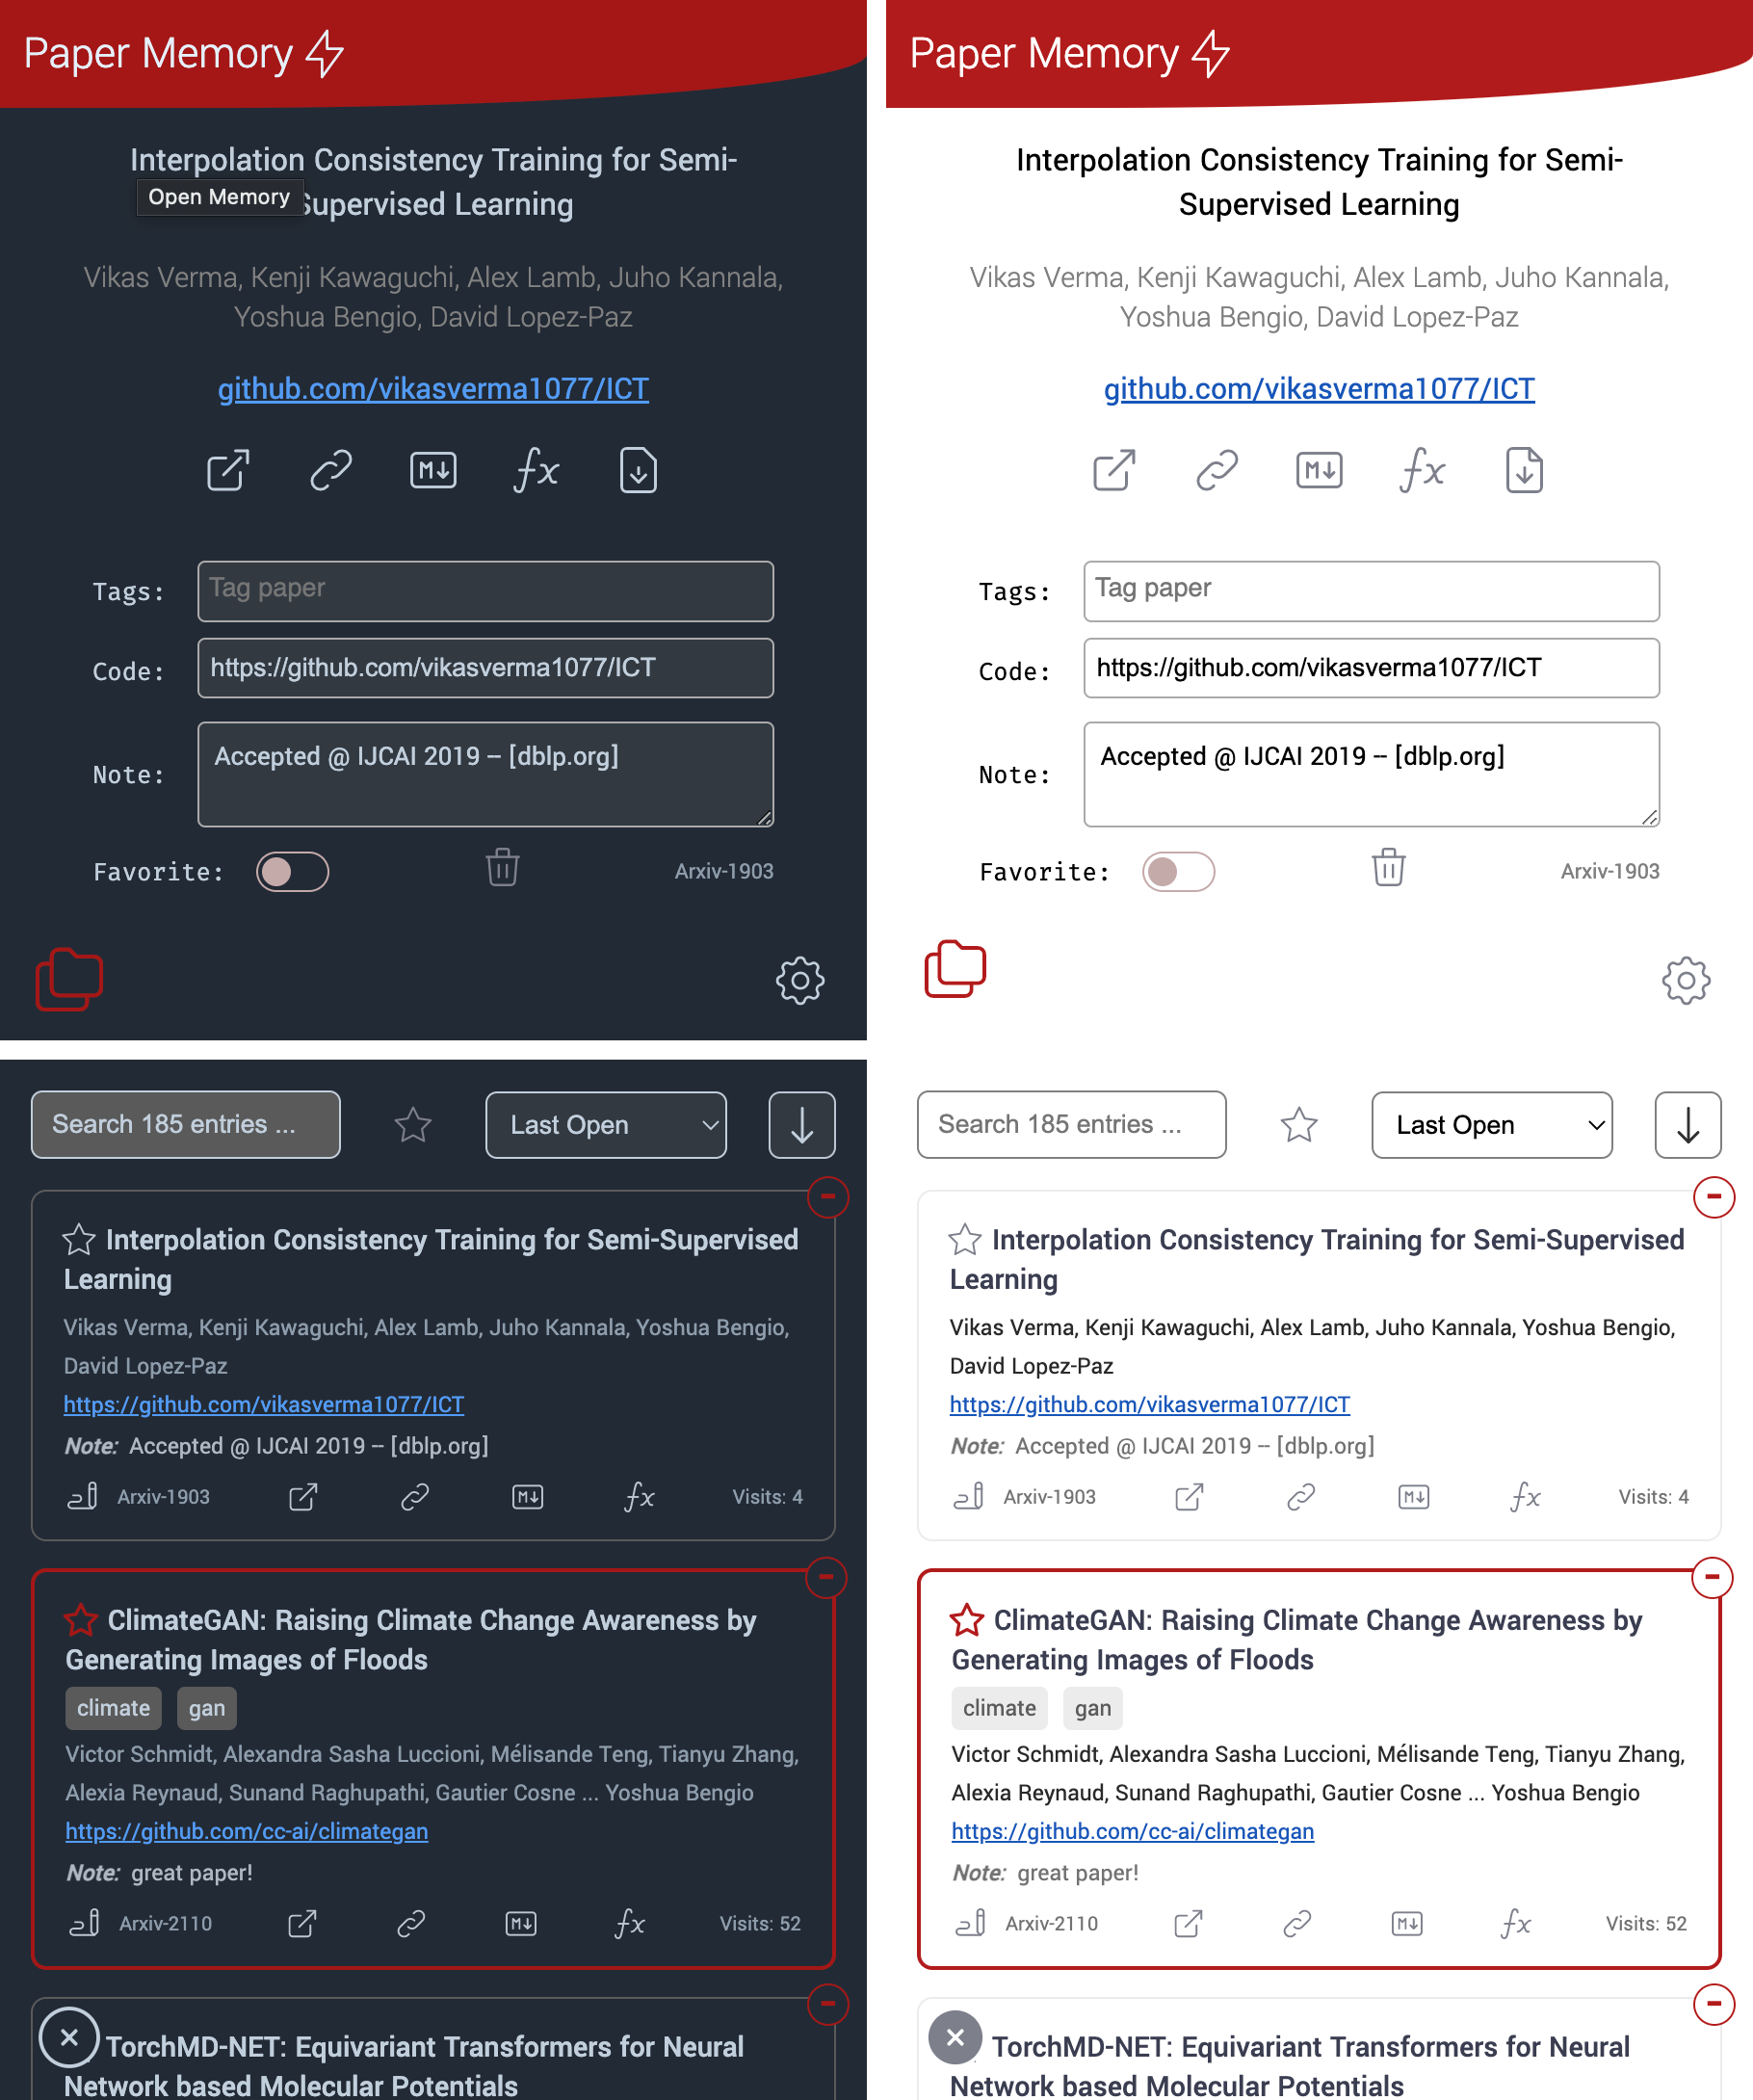 Paper Memory
Interpolation Consistency Training for Semi-
Open Memory
Supervised Learning
Vikas Verma, Kenji Kawaguchi, Alex Lamb, Juho Kannala,
Yoshua Bengio, David Lopez-Paz
github.com/vikasverma1077/ICT
M↓
fx
Tags: Tag paper
Code: https://github.com/vikasverma1077/ICT
Note: Accepted @ IJCAI 2019 -- [dblp.org]
Favorite: Arxiv-1903
Paper Memory
Interpolation Consistency Training for Semi-
Supervised Learning
Vikas Verma, Kenji Kawaguchi, Alex Lamb, Juho Kannala,
Yoshua Bengio, David Lopez-Paz
github.com/vikasverma1077/ICT
M↓
fx
Tags: Tag paper
Code: https://github.com/vikasverma1077/ICT
Note: Accepted @ IJCAI 2019 -- [dblp.org]
Favorite: Arxiv-1903
Search 185 entries ... Last Open
Interpolation Consistency Training for Semi-Supervised
Learning
Vikas Verma, Kenji Kawaguchi, Alex Lamb, Juho Kannala, Yoshua Bengio,
David Lopez-Paz
https://github.com/vikasverma1077/ICT
Note: Accepted @ IJCAI 2019 -- [dblp.org]
Arxiv-1903 M↓ fx Visits: 4
ClimateGAN: Raising Climate Change Awareness by
Generating Images of Floods
climate gan
Victor Schmidt, Alexandra Sasha Luccioni, Mélisande Teng, Tianyu Zhang,
Alexia Reynaud, Sunand Raghupathi, Gautier Cosne ... Yoshua Bengio
https://github.com/cc-ai/climategan
Note: great paper!
Arxiv-2110 M↓ fx Visits: 52
TorchMD-NET: Equivariant Transformers for Neural
Network based Molecular Potentials
Search 185 entries ... Last Open
Interpolation Consistency Training for Semi-Supervised
Learning
Vikas Verma, Kenji Kawaguchi, Alex Lamb, Juho Kannala, Yoshua Bengio,
David Lopez-Paz
https://github.com/vikasverma1077/ICT
Note: Accepted @ IJCAI 2019 -- [dblp.org]
Arxiv-1903 M↓ fx Visits: 4
ClimateGAN: Raising Climate Change Awareness by
Generating Images of Floods
climate gan
Victor Schmidt, Alexandra Sasha Luccioni, Mélisande Teng, Tianyu Zhang,
Alexia Reynaud, Sunand Raghupathi, Gautier Cosne ... Yoshua Bengio
https://github.com/cc-ai/climategan
Note: great paper!
Arxiv-2110 M↓ fx Visits: 52
TorchMD-NET: Equivariant Transformers for Neural
Network based Molecular Potentials